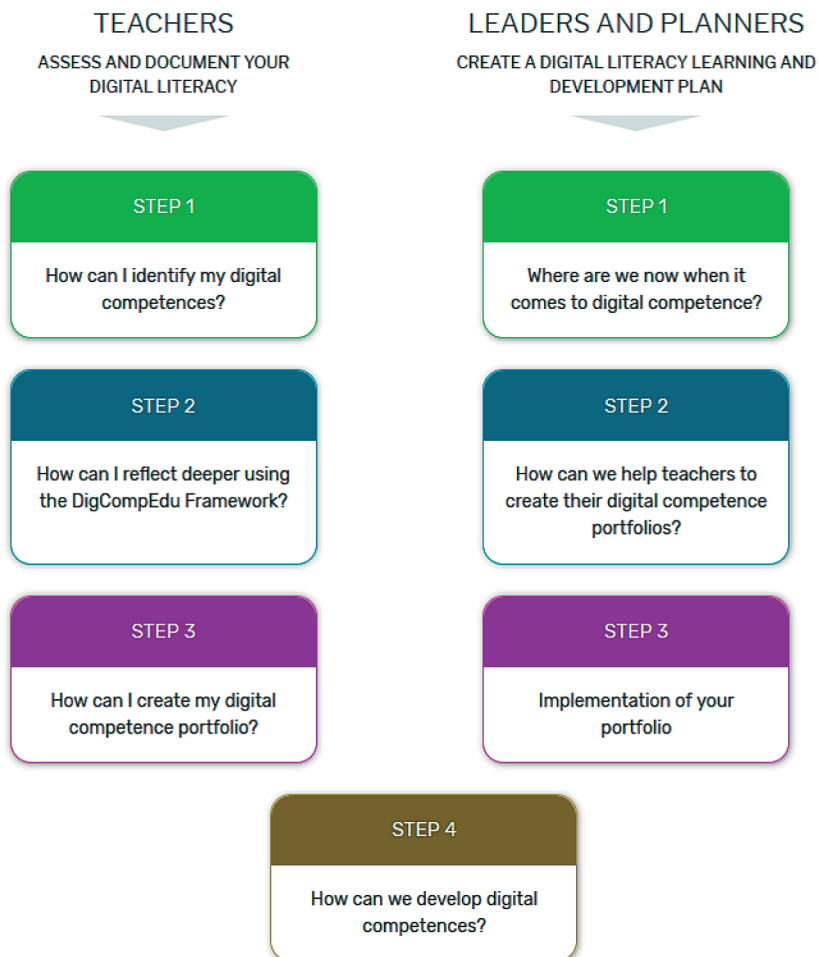 TEACHERS
ASSESS AND DOCUMENT YOUR
DIGITAL LITERACY
STEP 1
How can I identify my digital
competences?
STEP 2
How can I reflect deeper using
the DigCompEdu Framework?
STEP 3
How can I create my digital
competence portfolio?
LEADERS AND PLANNERS
CREATE A DIGITAL LITERACY LEARNING AND
DEVELOPMENT PLAN
STEP 1
Where are we now when it
comes to digital competence?
STEP 2
How can we help teachers to
create their digital competence
portfolios?
STEP 3
Implementation of your
portfolio
STEP 4
How can we develop digital
competences?